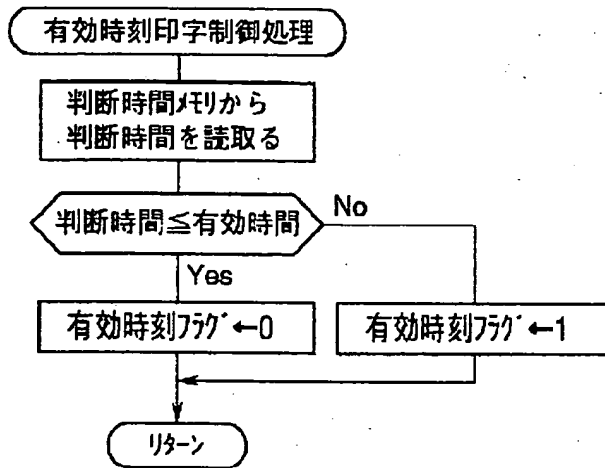 有効時刻印字制御処理
判断時間メモリから
判断時間を読取る
判断時間≦有効時間
No
Yes
有効時刻フラグ←0
有効時刻フラグ←1
リターン